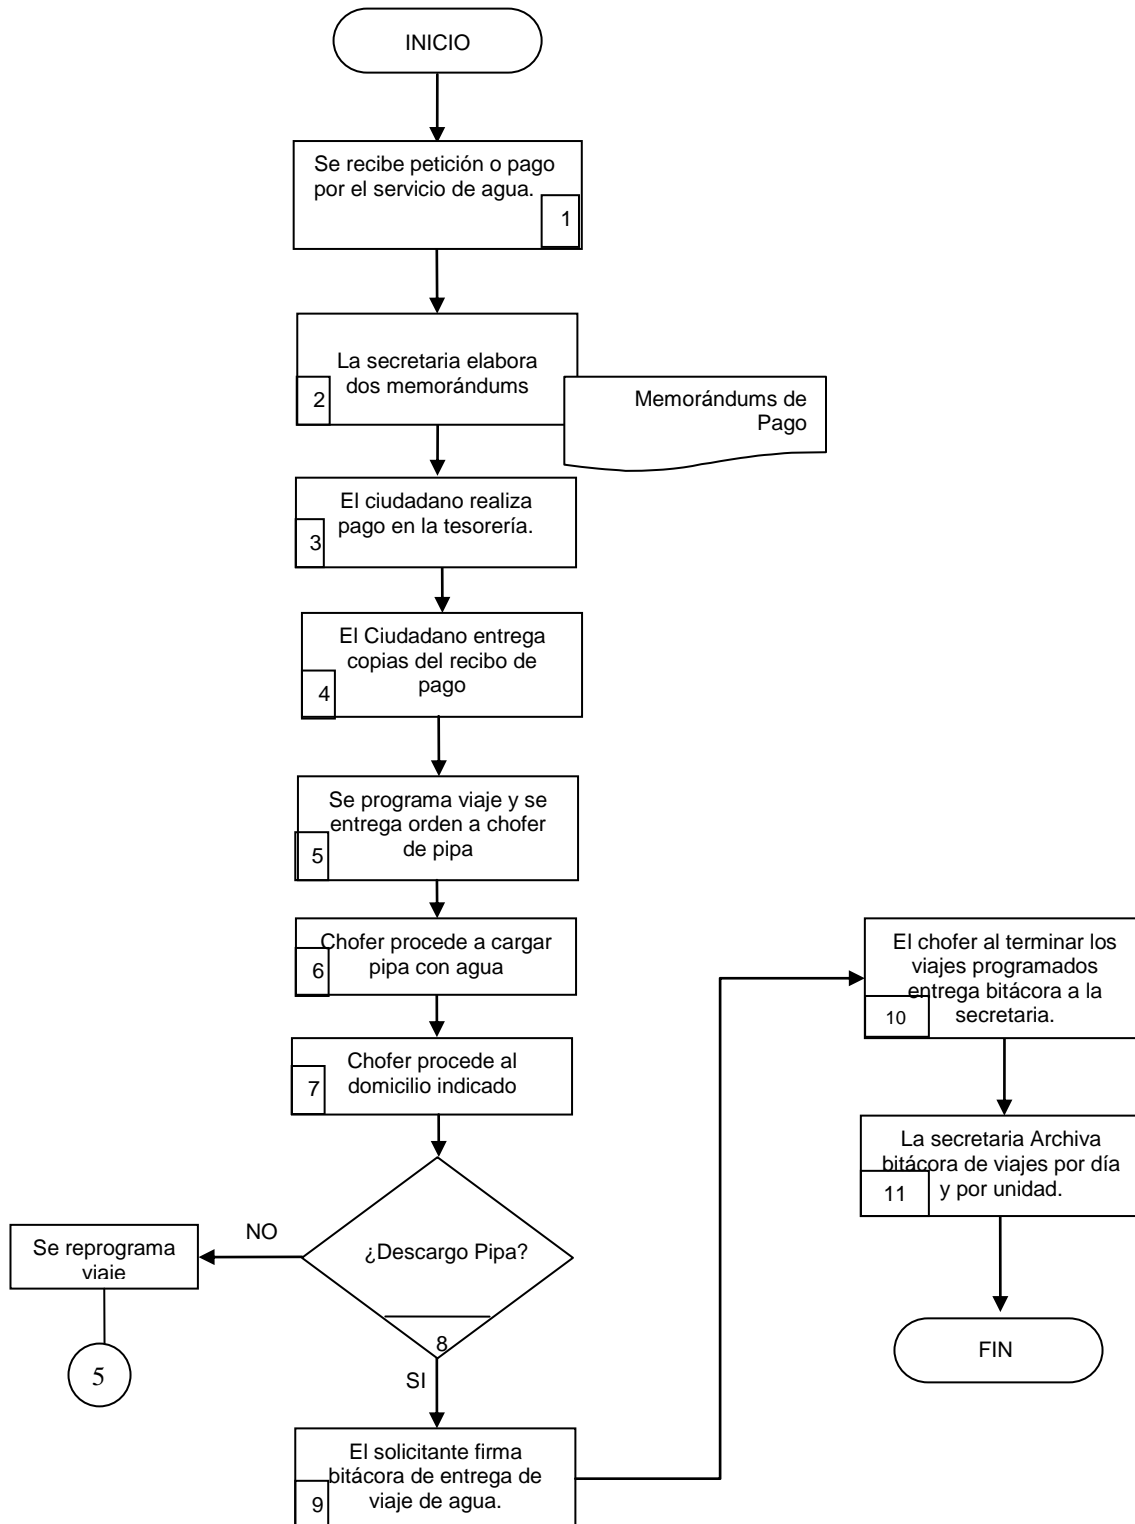 INICIO
Se recibe petición o pago
por el servicio de agua.
1
La secretaria elabora
dos memorándums
2
Memorándums de
Pago
El ciudadano realiza
pago en la tesorería.
3
El Ciudadano entrega
copias del recibo de
pago
4
Se programa viaje y se
entrega orden a chofer
de pipa
5
Chofer procede a cargar
pipa con agua
6
Chofer procede al
domicilio indicado
7
¿Descargo Pipa?
8
NO
Se reprograma
viaje
5
SI
El solicitante firma
bitácora de entrega de
viaje de agua.
9
El chofer al terminar los
viajes programados
entrega bitácora a la
secretaria.
10
La secretaria Archiva
bitácora de viajes por día
y por unidad.
11
FIN